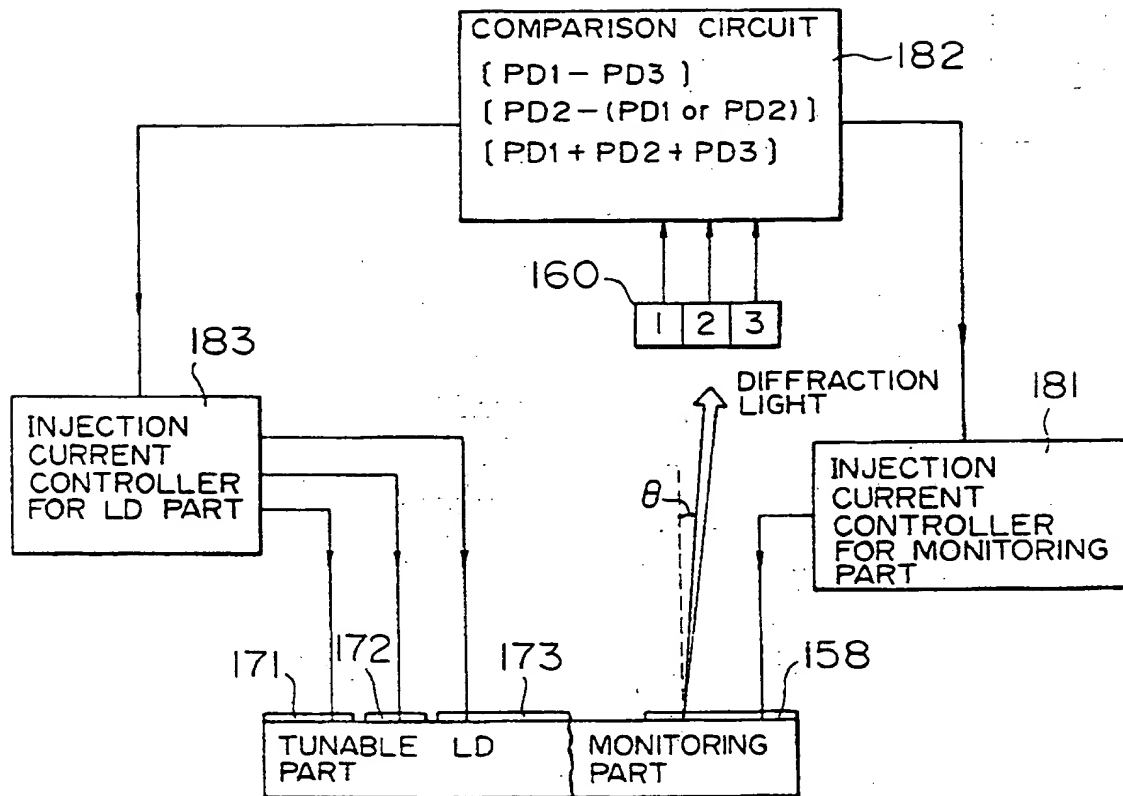 COMPARISON CIRCUIT
[ PD1 - PD3 ]
[ PD2 - (PD1 or PD2) ]
[ PD1 + PD2 + PD3 ]
182
160
1 2 3
183
INJECTION
CURRENT
CONTROLLER
FOR LD PART
DIFFRACTION
LIGHT
θ
181
INJECTION
CURRENT
CONTROLLER
FOR MONITORING
PART
171
172
173
158
TUNABLE LD
PART
MONITORING
PART